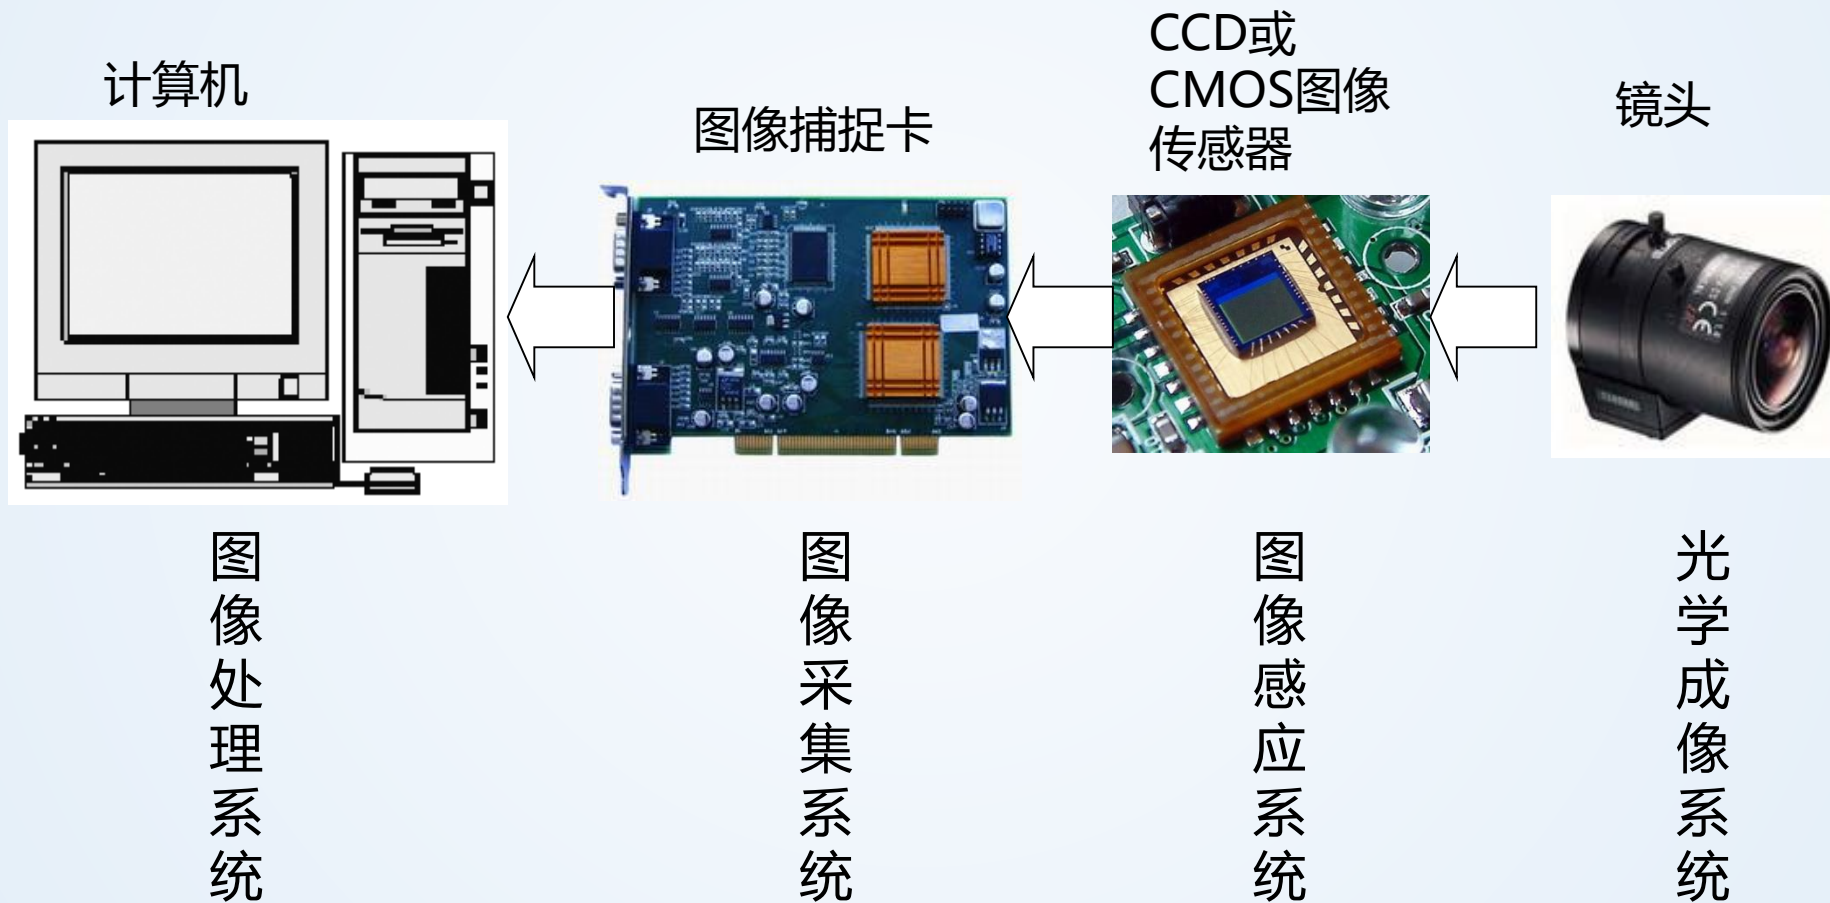 计算机
图像捕捉卡
CCD或
CMOS图像
传感器
镜头
图像处理系统
图像采集系统
图像感应系统
光学成像系统